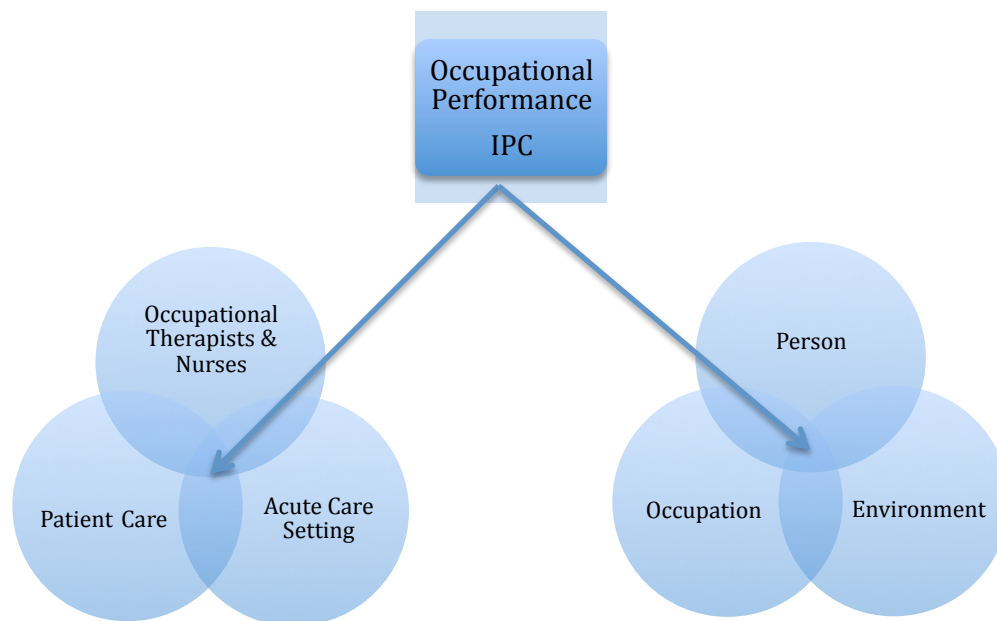 Occupational
Performance
IPC
Occupational
Therapists &
Nurses
Patient Care
Acute Care
Setting
Person
Occupation
Environment